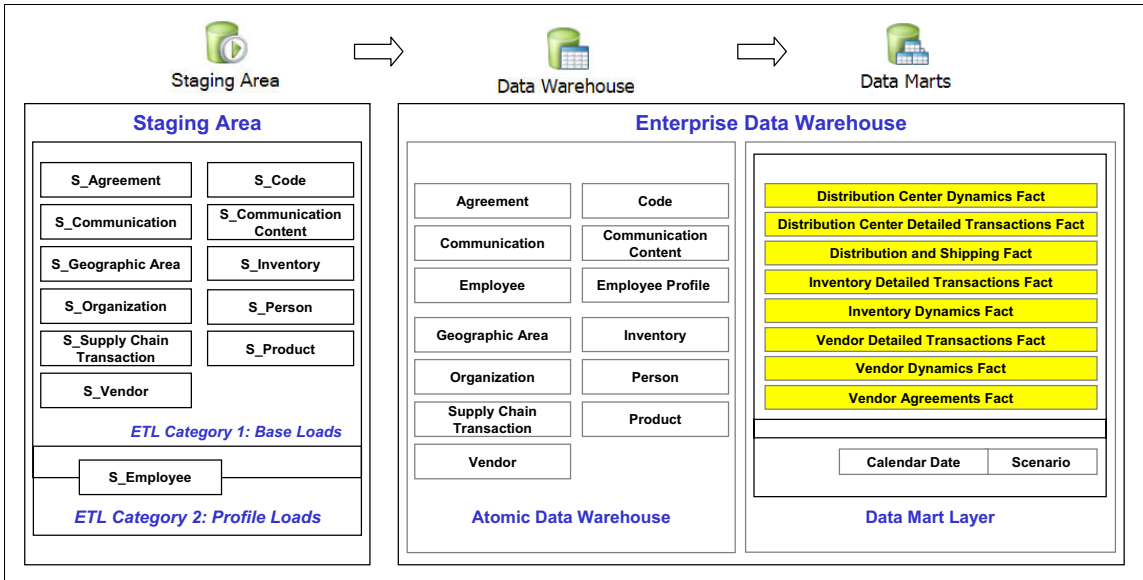 Staging Area
Data Warehouse
Data Marts
Staging Area
S_Agreement
S_Code
S_Communication
S_Communication
Content
S_Geographic Area
S_Inventory
S_Organization
S_Person
S_Supply Chain
Transaction
S_Product
S_Vendor
ETL Category 1: Base Loads
S_Employee
ETL Category 2: Profile Loads
Enterprise Data Warehouse
Agreement
Code
Communication
Communication
Content
Employee
Employee Profile
Geographic Area
Inventory
Organization
Person
Supply Chain
Transaction
Product
Vendor
Atomic Data Warehouse
Distribution Center Dynamics Fact
Distribution Center Detailed Transactions Fact
Distribution and Shipping Fact
Inventory Detailed Transactions Fact
Inventory Dynamics Fact
Vendor Detailed Transactions Fact
Vendor Dynamics Fact
Vendor Agreements Fact
Calendar Date
Scenario
Data Mart Layer